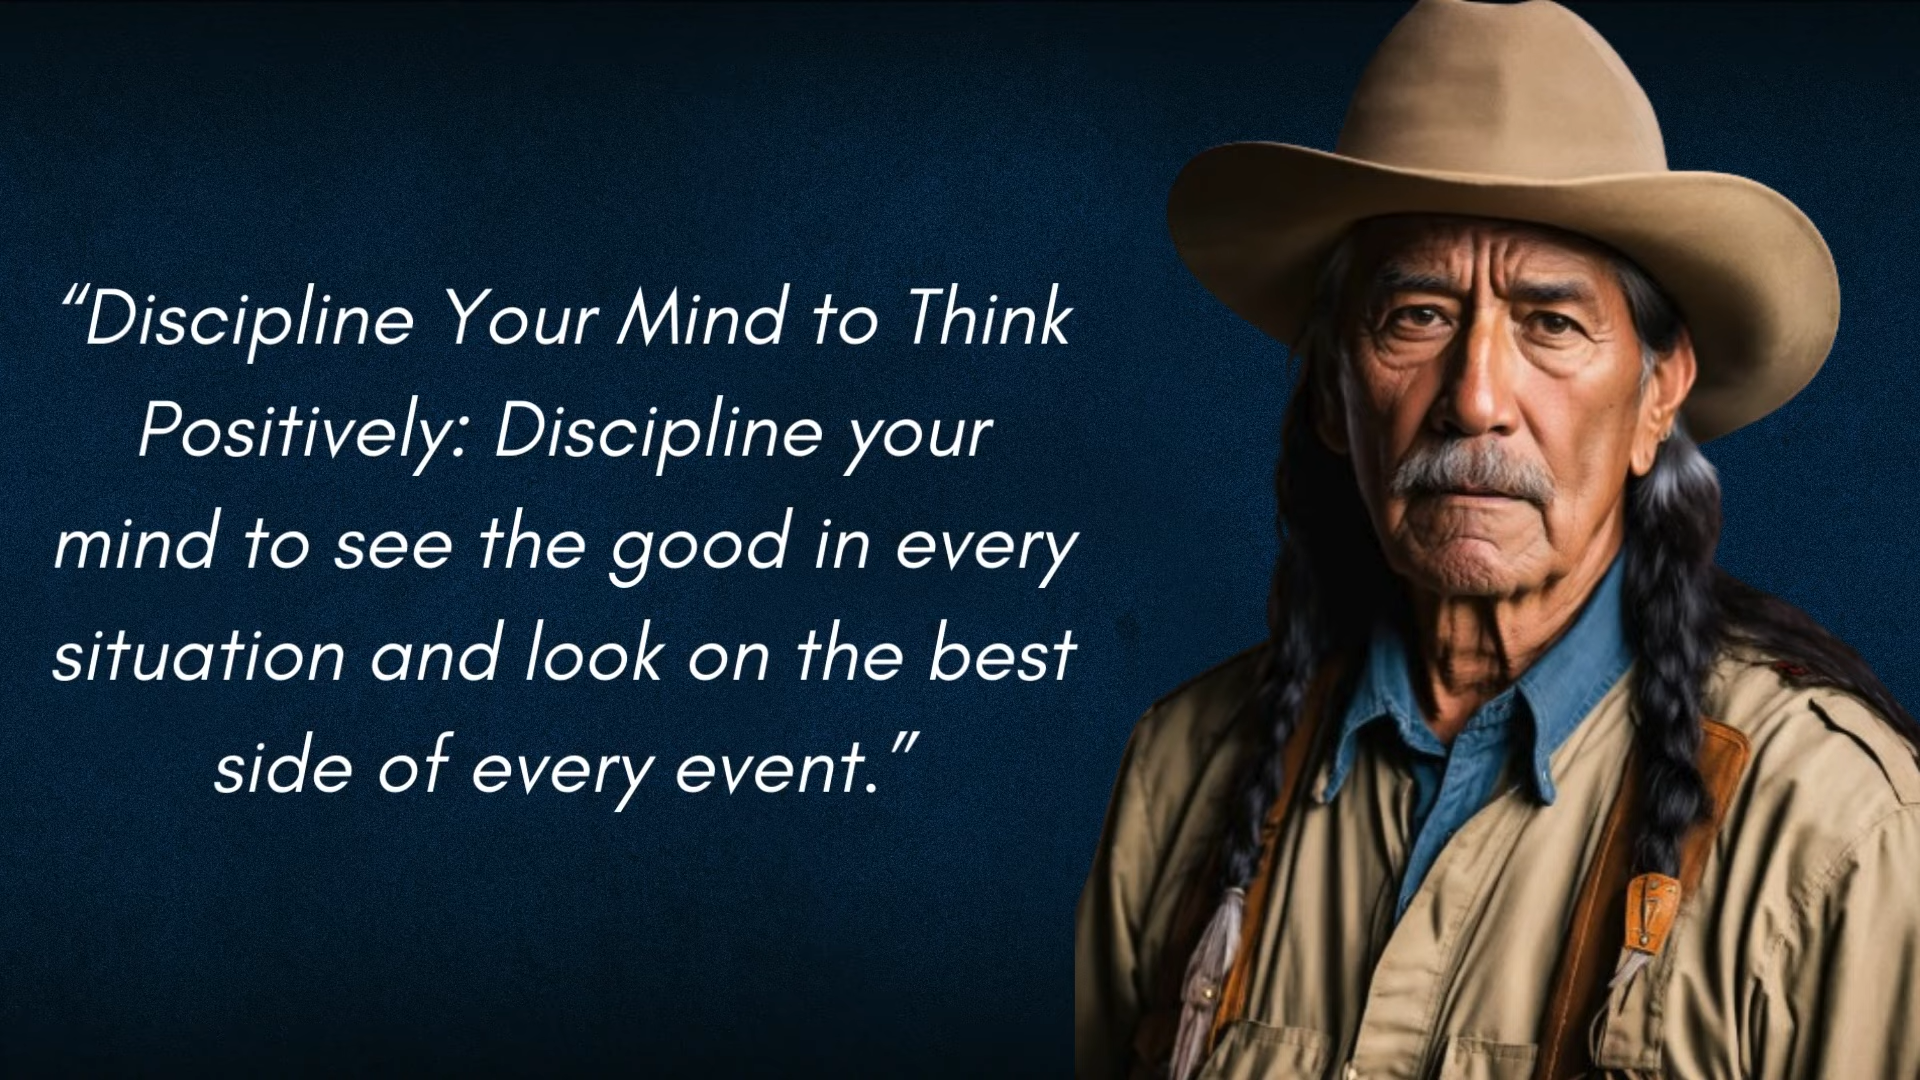 “Discipline Your Mind to Think
Positively: Discipline your
mind to see the good in every
situation and look on the best
side of every event.”